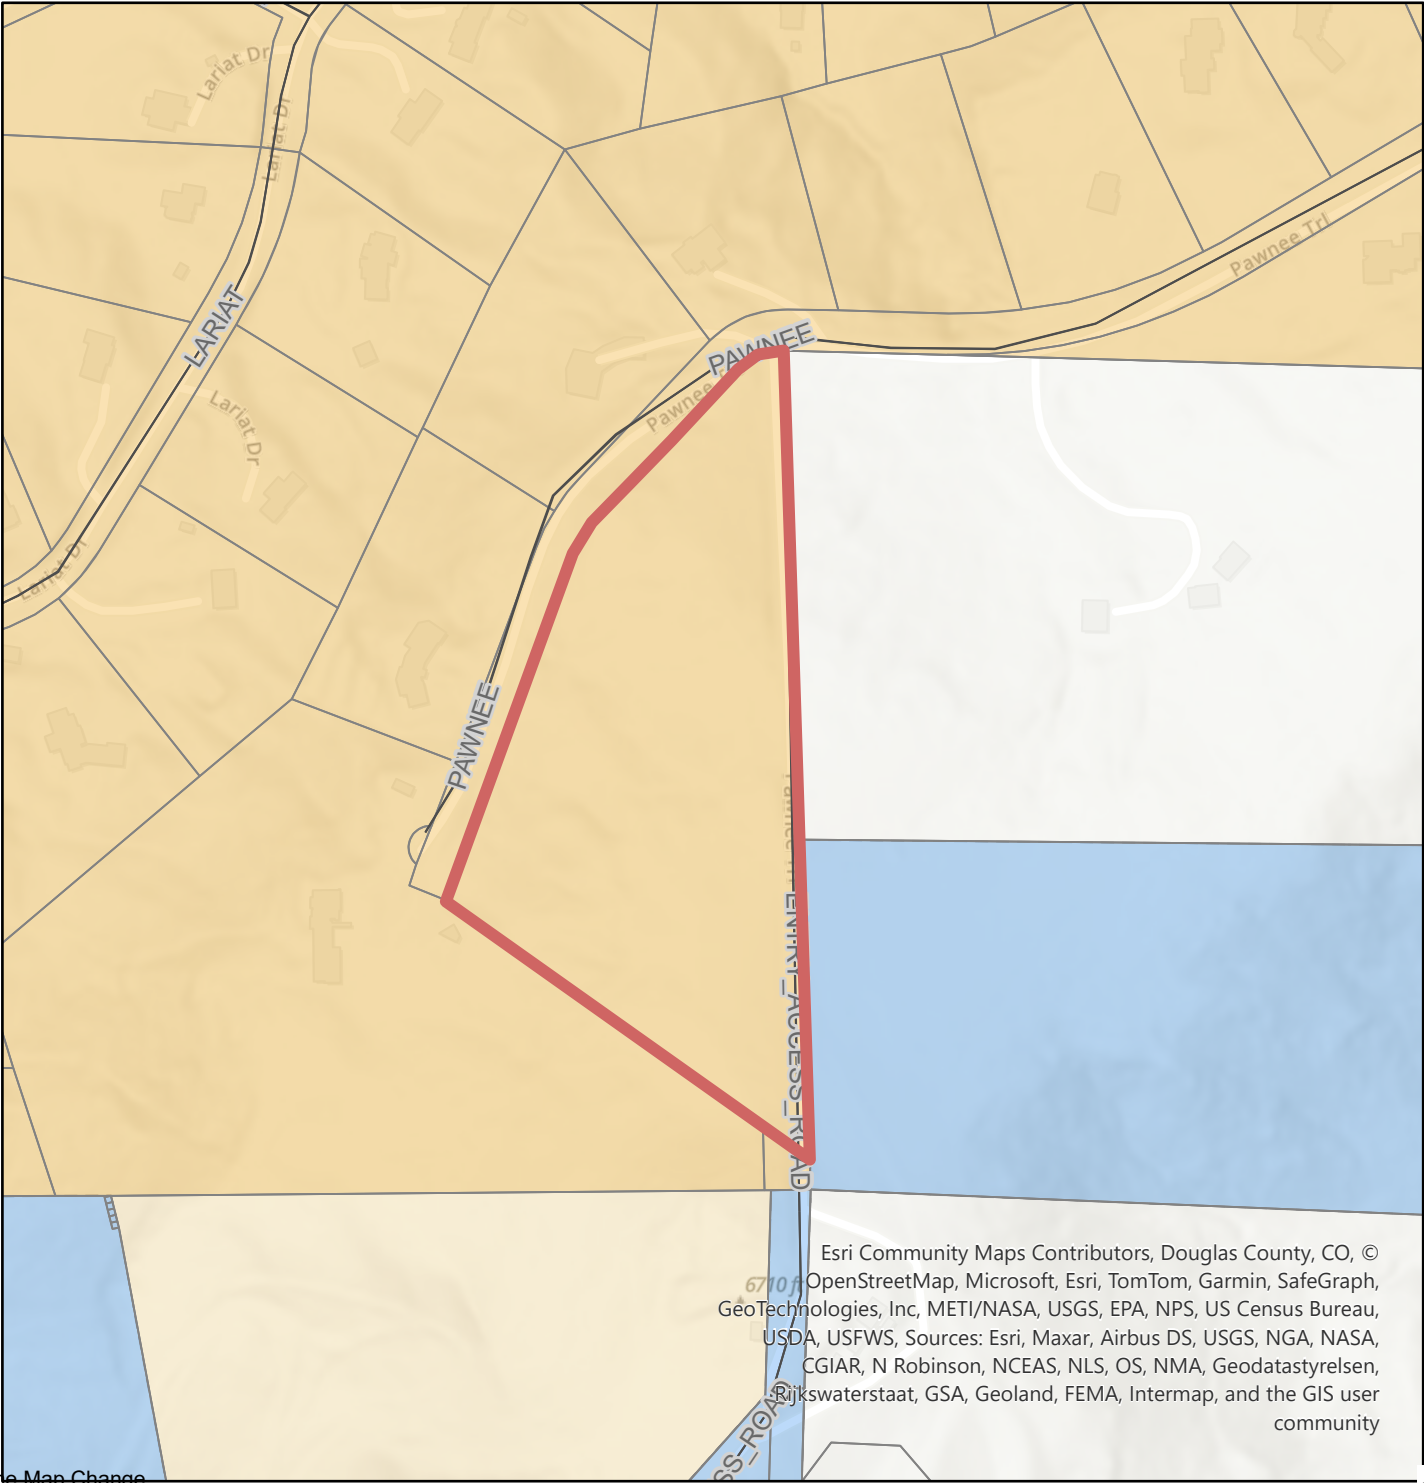 Lariat Dr
Lariat Dr
LARIAT
Pawnee Trl
PAWNEE
Pawnee
Lariat Dr
Lariat Dr
PAWNEE
ENTRY_ACCESS_ROAD
6710 ft
Esri Community Maps Contributors, Douglas County, CO, ©
OpenStreetMap, Microsoft, Esri, TomTom, Garmin, SafeGraph,
GeoTechnologies, Inc, METI/NASA, USGS, EPA, NPS, US Census Bureau,
USDA, USFWS, Sources: Esri, Maxar, Airbus DS, USGS, NGA, NASA,
CGIAR, N Robinson, NCEAS, NLS, OS, NMA, Geodatastyrelsen,
Rijkswaterstaat, GSA, Geoland, FEMA, Intermap, and the GIS user
community
SS_ROAD
e Map Change